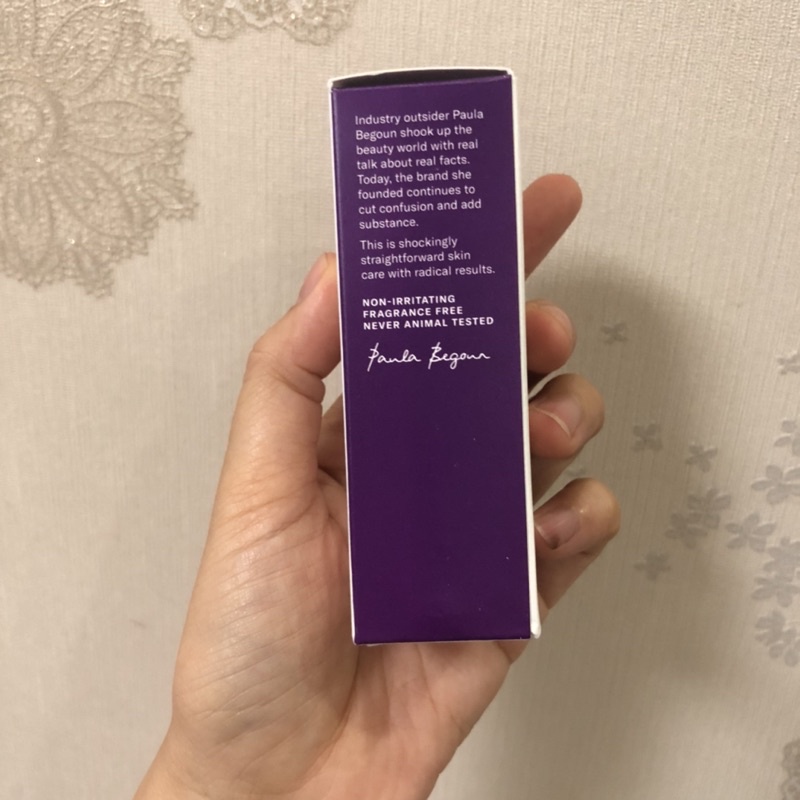 Industry outsider Paula
Begoun shook up the
beauty world with real
talk about real facts.
Today, the brand she
founded continues to
cut confusion and add
substance.
This is shockingly
straightforward skin
care with radical results.
NON-IRRITATING
FRAGRANCE FREE
NEVER ANIMAL TESTED
Paula Begoun